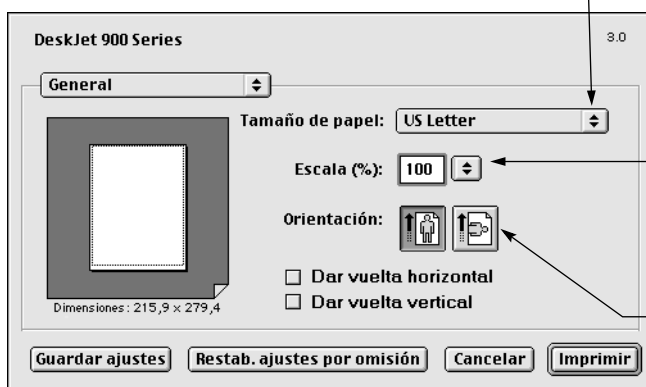 DeskJet 900 Series
3.0
General
Tamaño de papel: US Letter
Escala (%): 100
Orientación:
Dar vuelta horizontal
Dar vuelta vertical
Dimensiones: 215,9 x 279,4
Guardar ajustes Restab. ajustes por omisión Cancelar Imprimir